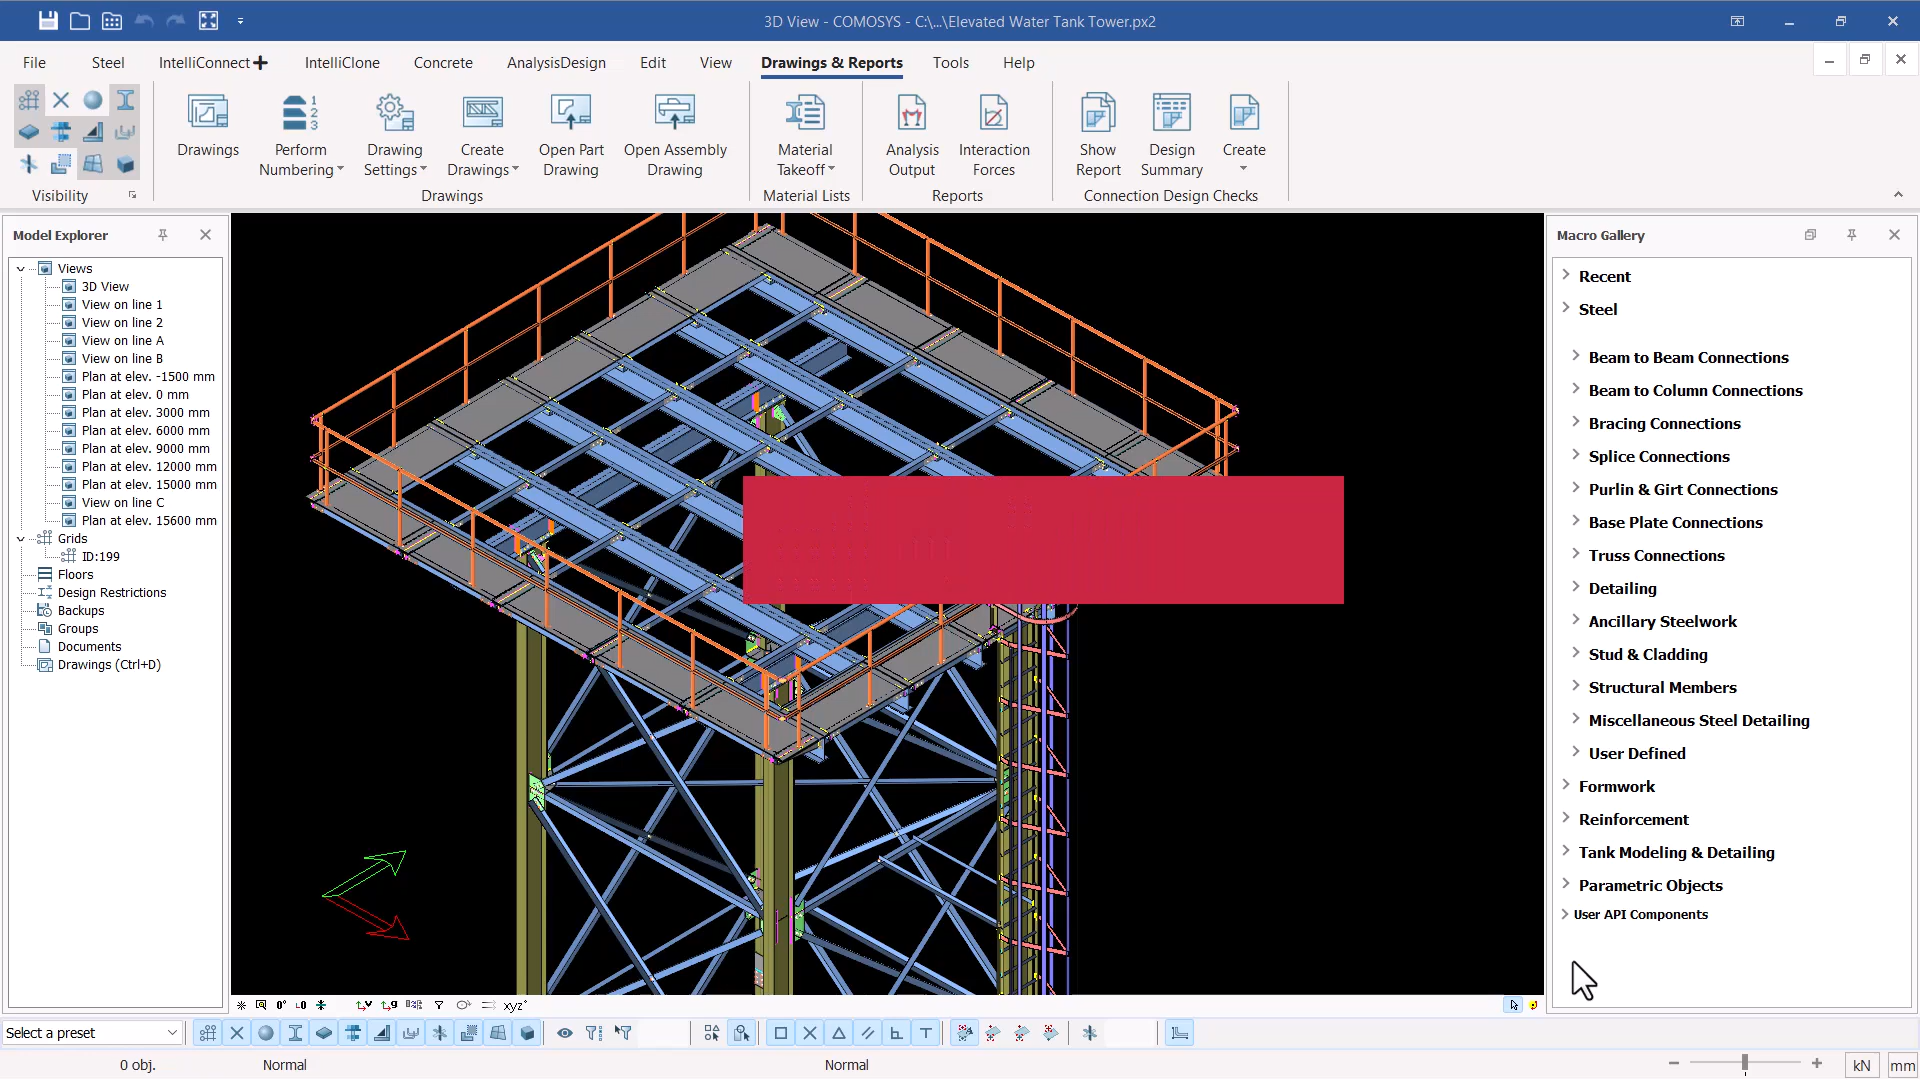 3D View - COMOSYS - C:\...\Elevated Water Tank Tower.px2
File
Steel
IntelliConnect
IntelliClone
Concrete
AnalysisDesign
Edit
View
Drawings & Reports
Tools
Help
Drawings
Perform Numbering
Drawing Settings
Create Drawings
Open Part Drawing
Open Assembly Drawing
Material Takeoff
Analysis Output
Interaction Forces
Show Report
Design Summary
Create
Visibility
Drawings
Material Lists
Reports
Connection Design Checks
Model Explorer
Views
3D View
View on line 1
View on line 2
View on line A
View on line B
Plan at elev. -1500 mm
Plan at elev. 0 mm
Plan at elev. 3000 mm
Plan at elev. 6000 mm
Plan at elev. 9000 mm
Plan at elev. 12000 mm
Plan at elev. 15000 mm
View on line C
Plan at elev. 15600 mm
Grids
ID:199
Floors
Design Restrictions
Backups
Groups
Documents
Drawings (Ctrl+D)
Macro Gallery
Recent
Steel
Beam to Beam Connections
Beam to Column Connections
Bracing Connections
Splice Connections
Purlin & Girt Connections
Base Plate Connections
Truss Connections
Detailing
Ancillary Steelwork
Stud & Cladding
Structural Members
Miscellaneous Steel Detailing
User Defined
Formwork
Reinforcement
Tank Modeling & Detailing
Parametric Objects
User API Components
xyz
Select a preset
0 obj.
Normal
Normal
kN
mm